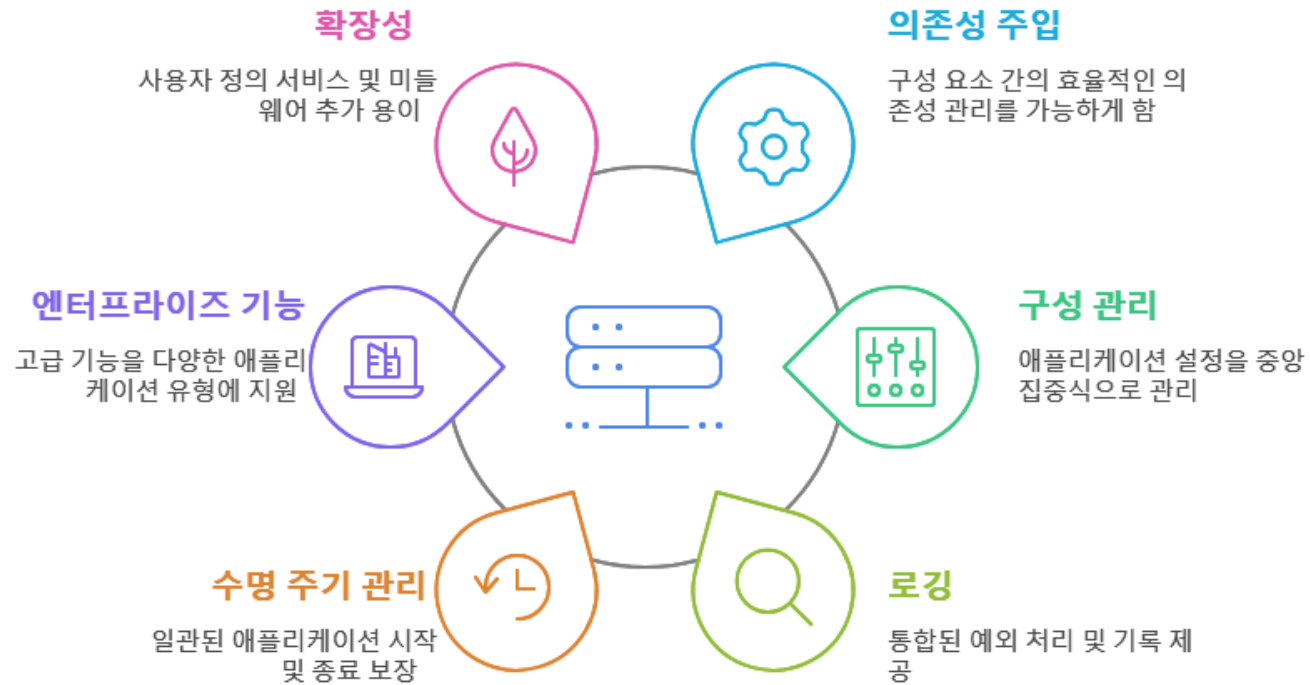 확장성
사용자 정의 서비스 및 미들
웨어 추가 용이
의존성 주입
구성 요소 간의 효율적인 의
존성 관리를 가능하게 함
엔터프라이즈 기능
고급 기능을 다양한 애플리
케이션 유형에 지원
구성 관리
애플리케이션 설정을 중앙
집중식으로 관리
수명 주기 관리
일관된 애플리케이션 시작
및 종료 보장
로깅
통합된 예외 처리 및 기록 제
공